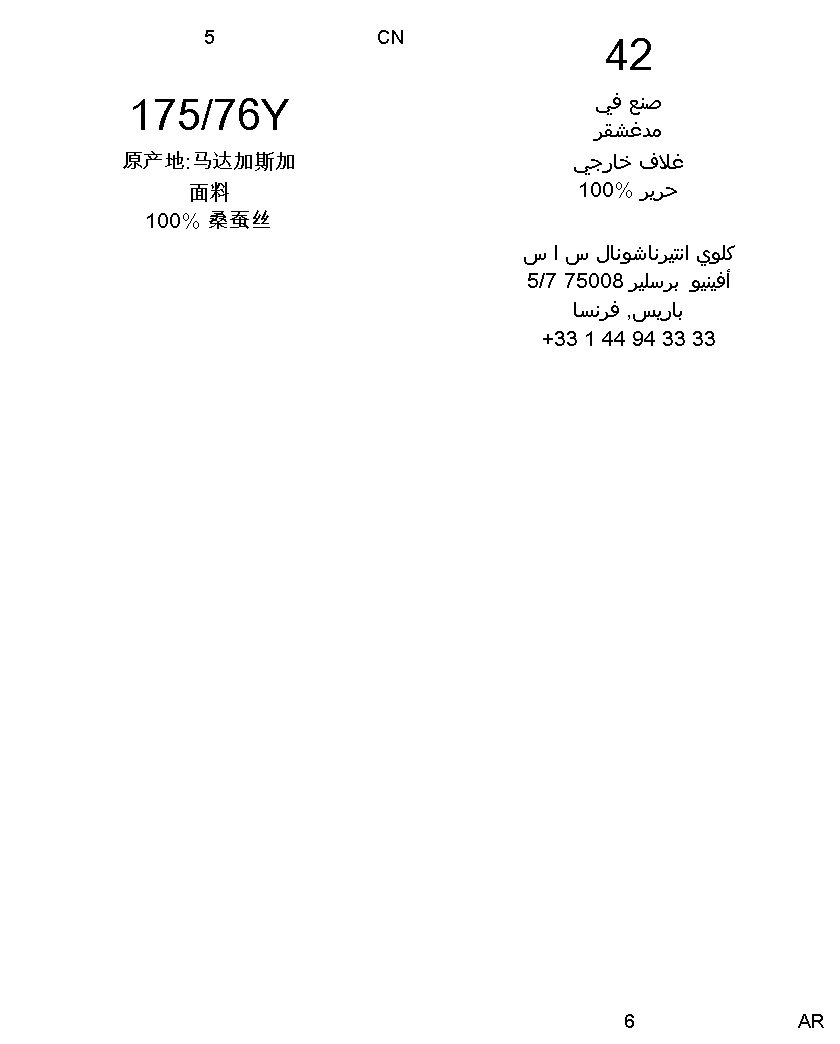 5
CN
175/76Y
原产地:马达加斯加
面料
100% 桑蚕丝
42
صنع في
مدغشقر
غلاف خارجي
100% حرير
كلوي انتيرناشونال س ا س
5/7 أفينيو برسلير 75008
باريس, فرنسا
+33 1 44 94 33 33
6
AR